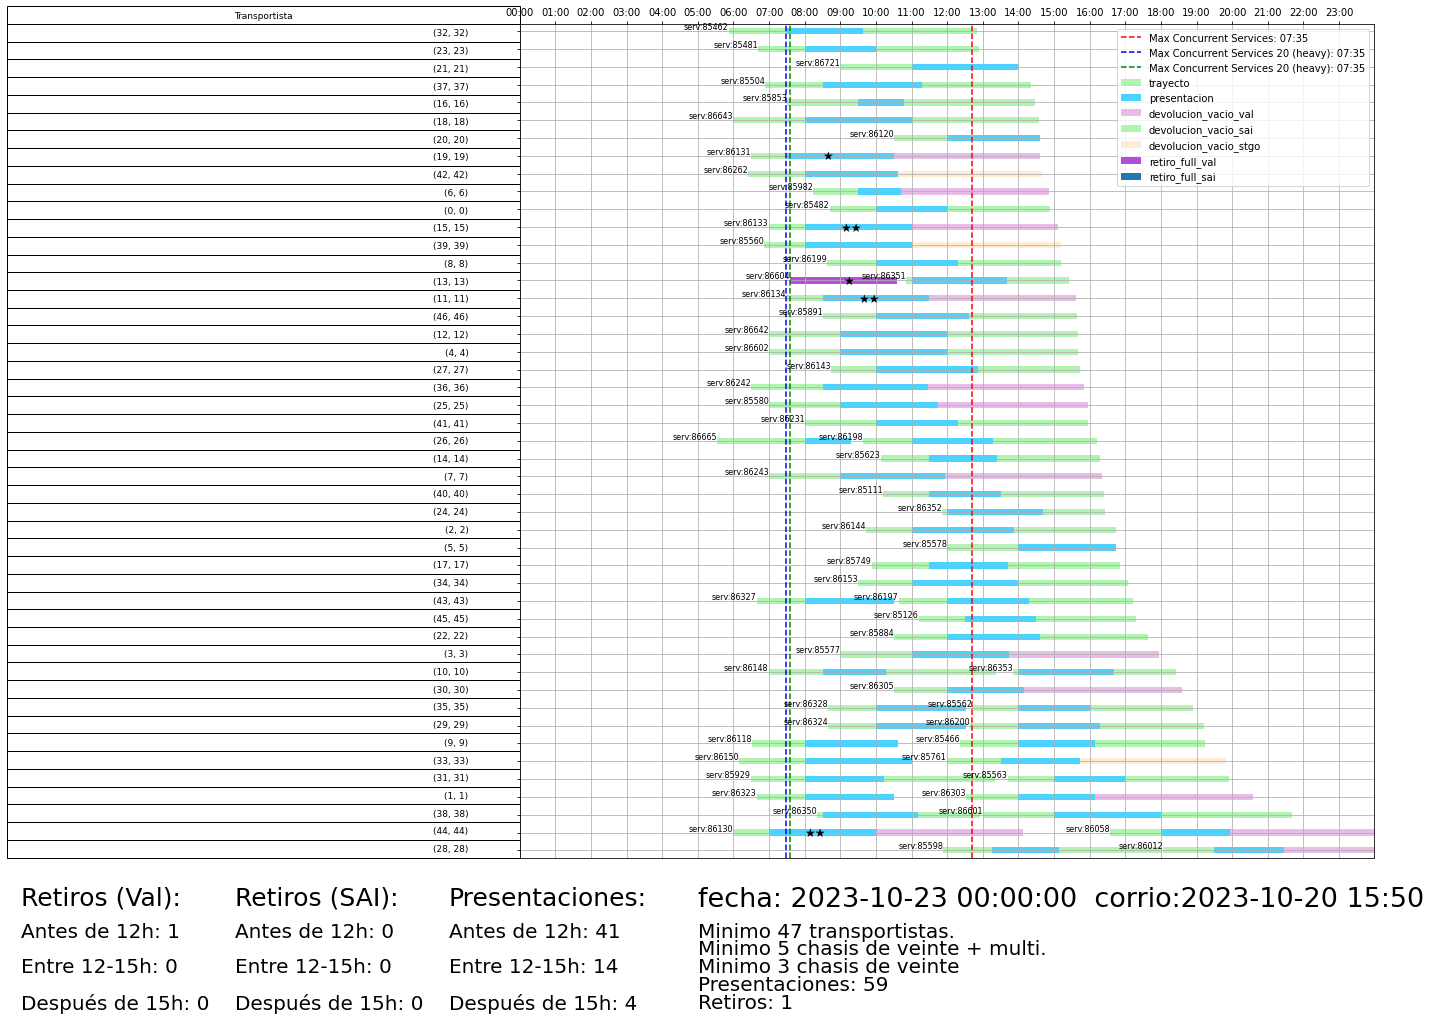 Transportista
00:00 01:00 02:00 03:00 04:00 05:00 06:00 07:00 08:00 09:00 10:00 11:00 12:00 13:00 14:00 15:00 16:00 17:00 18:00 19:00 20:00 21:00 22:00 23:00
Max Concurrent Services: 07:35
Max Concurrent Services 20 (heavy): 07:35
Max Concurrent Services 20 (heavy): 07:35
trayecto
presentacion
devolucion_vacio_val
devolucion_vacio_sai
devolucion_vacio_stgo
retiro_full_val
retiro_full_sai
(32, 32) serv:85462
(23, 23) serv:85481
(21, 21) serv:86721
(37, 37) serv:85504
(16, 16) serv:85853
(18, 18) serv:86643
(20, 20) serv:86120
(19, 19) serv:86131
(42, 42) serv:86262
(6, 6) serv:85982
(0, 0) serv:85482
(15, 15) serv:86133
(39, 39) serv:85560
(8, 8) serv:86199
(13, 13) serv:86604 serv:86351
(11, 11) serv:86134
(46, 46) serv:85891
(12, 12) serv:86642
(4, 4) serv:86602
(27, 27) serv:86143
(36, 36) serv:86242
(25, 25) serv:85580
(41, 41) serv:86231
(26, 26) serv:86665 serv:86198
(14, 14) serv:85623
(7, 7) serv:86243
(40, 40) serv:85111
(24, 24) serv:86352
(2, 2) serv:86144
(5, 5) serv:85578
(17, 17) serv:85749
(34, 34) serv:86153
(43, 43) serv:86327 serv:86197
(45, 45) serv:85126
(22, 22) serv:85884
(3, 3) serv:85577
(10, 10) serv:86148 serv:86353
(30, 30) serv:86305
(35, 35) serv:86328 serv:85562
(29, 29) serv:86324 serv:86200
(9, 9) serv:86118 serv:85466
(33, 33) serv:86150 serv:85761
(31, 31) serv:85929 serv:85563
(1, 1) serv:86323 serv:86303
(38, 38) serv:86350 serv:86601
(44, 44) serv:86130 serv:86058
(28, 28) serv:85598 serv:86012
Retiros (Val):
Antes de 12h: 1
Entre 12-15h: 0
Después de 15h: 0
Retiros (SAI):
Antes de 12h: 0
Entre 12-15h: 0
Después de 15h: 0
Presentaciones:
Antes de 12h: 41
Entre 12-15h: 14
Después de 15h: 4
fecha: 2023-10-23 00:00:00 corrio:2023-10-20 15:50
Minimo 47 transportistas.
Minimo 5 chasis de veinte + multi.
Minimo 3 chasis de veinte
Presentaciones: 59
Retiros: 1